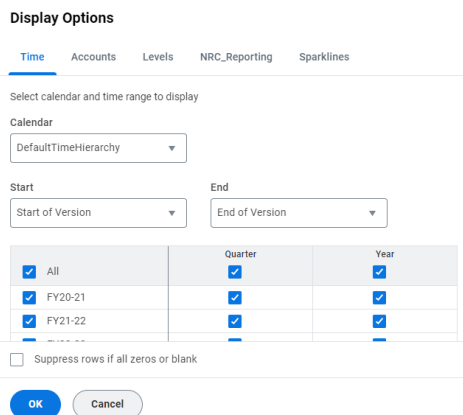 Display Options
Time Accounts Levels NRC_Reporting Sparklines
Select calendar and time range to display
Calendar
DefaultTimeHierarchy
Start End
Start of Version End of Version
Quarter Year
All
FY20-21
FY21-22
Suppress rows if all zeros or blank
OK Cancel